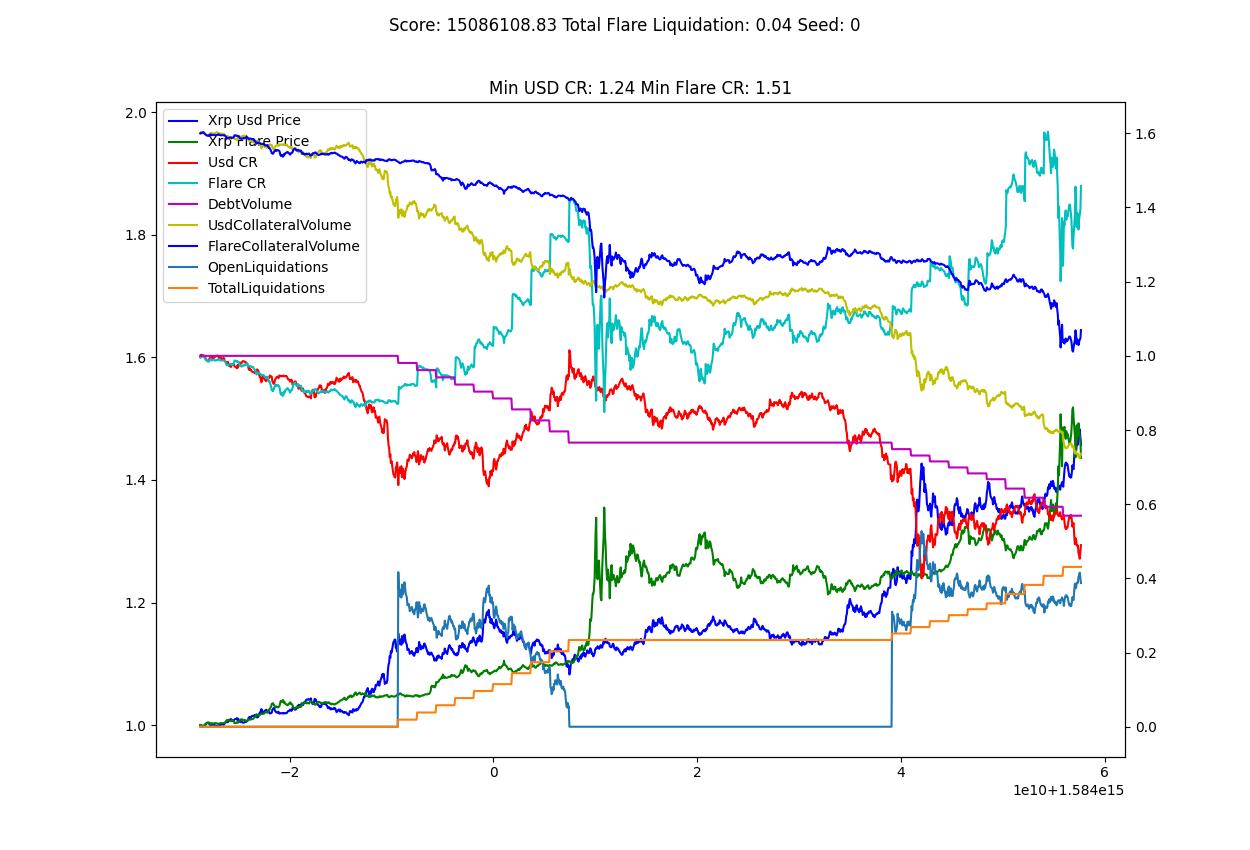 Score: 15086108.83 Total Flare Liquidation: 0.04 Seed: 0
Min USD CR: 1.24 Min Flare CR: 1.51
Xrp Usd Price
Xrp Flare Price
Usd CR
Flare CR
DebtVolume
UsdCollateralVolume
FlareCollateralVolume
OpenLiquidations
TotalLiquidations
2.0
1.8
1.6
1.4
1.2
1.0
1.6
1.4
1.2
1.0
0.8
0.6
0.4
0.2
0.0
−2 0 2 4 6
1e10+1.584e15